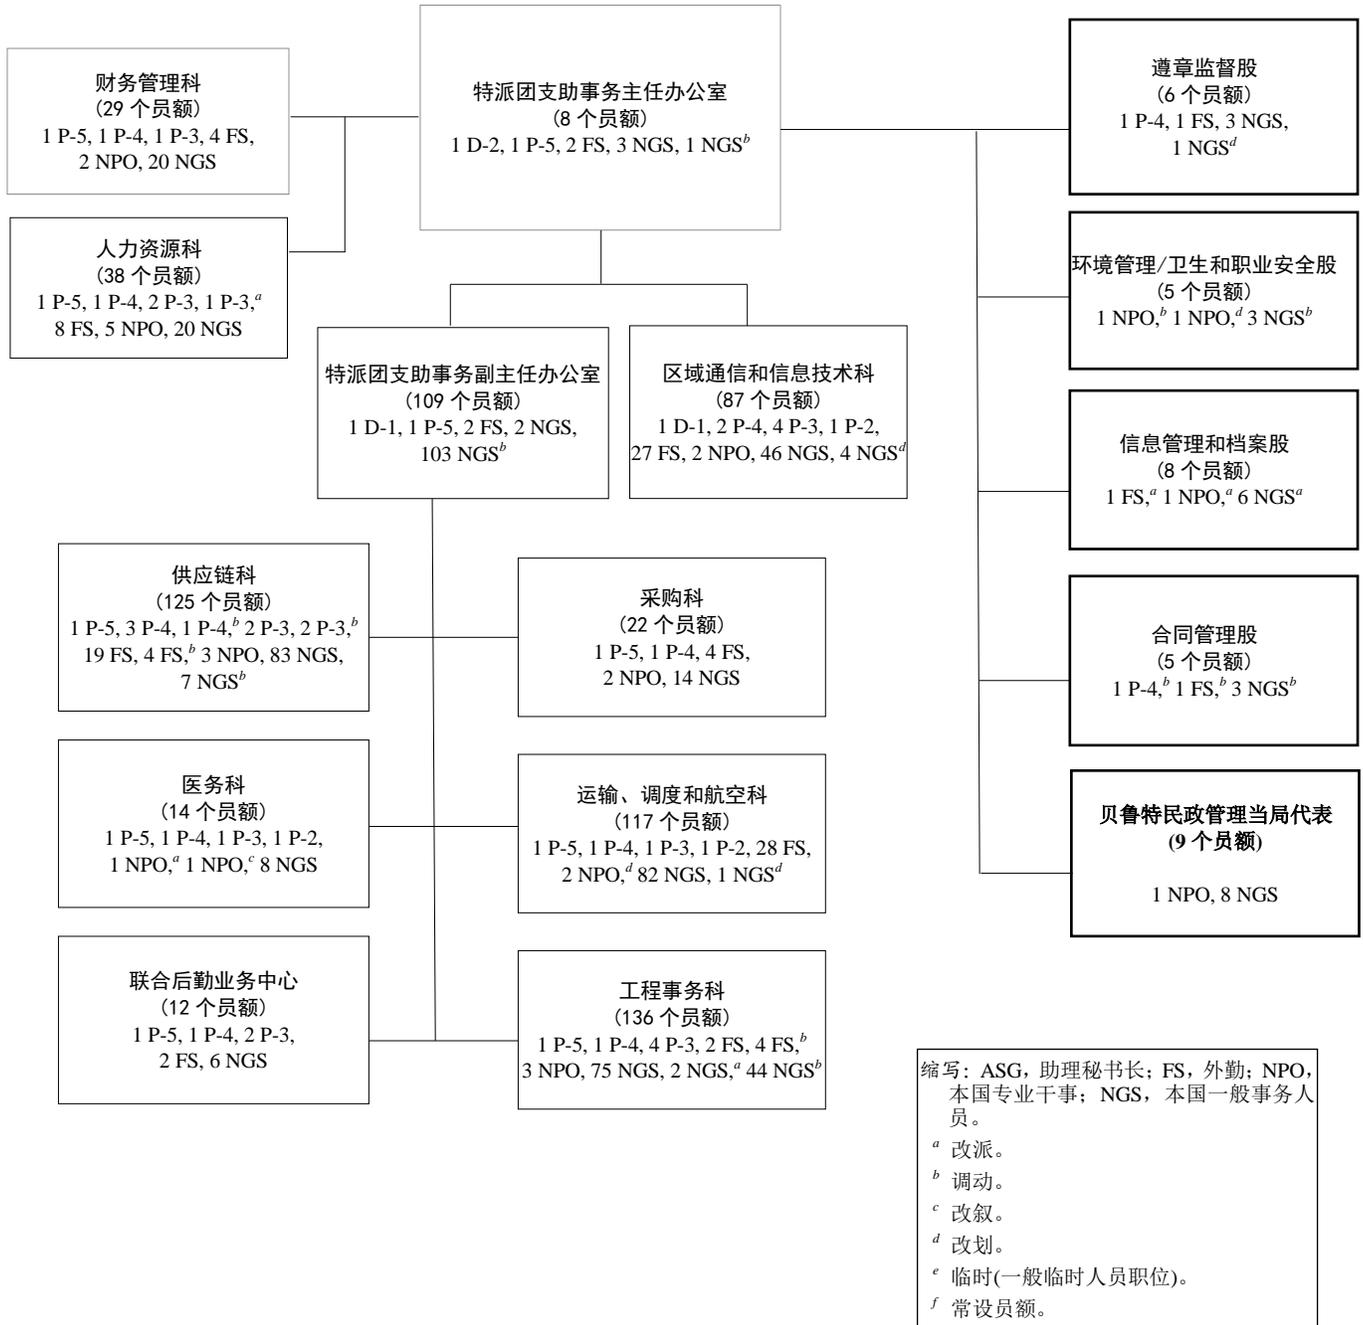 财务管理科
(29 个员额)
1 P-5, 1 P-4, 1 P-3, 4 FS,
2 NPO, 20 NGS
人力资源科
(38 个员额)
1 P-5, 1 P-4, 2 P-3, 1 P-3,ᵃ
8 FS, 5 NPO, 20 NGS
特派团支助事务主任办公室
(8 个员额)
1 D-2, 1 P-5, 2 FS, 3 NGS, 1 NGSᵇ
特派团支助事务副主任办公室
(109 个员额)
1 D-1, 1 P-5, 2 FS, 2 NGS,
103 NGSᵇ
区域通信和信息技术科
(87 个员额)
1 D-1, 2 P-4, 4 P-3, 1 P-2,
27 FS, 2 NPO, 46 NGS, 4 NGSᵈ
供应链科
(125 个员额)
1 P-5, 3 P-4, 1 P-4,ᵇ 2 P-3, 2 P-3,ᵇ
19 FS, 4 FS,ᵇ 3 NPO, 83 NGS,
7 NGSᵇ
采购科
(22 个员额)
1 P-5, 1 P-4, 4 FS,
2 NPO, 14 NGS
医务科
(14 个员额)
1 P-5, 1 P-4, 1 P-3, 1 P-2,
1 NPO,ᵃ 1 NPO,ᶜ 8 NGS
运输、调度和航空科
(117 个员额)
1 P-5, 1 P-4, 1 P-3, 1 P-2, 28 FS,
2 NPO,ᵈ 82 NGS, 1 NGSᵈ
联合后勤业务中心
(12 个员额)
1 P-5, 1 P-4, 2 P-3,
2 FS, 6 NGS
工程事务科
(136 个员额)
1 P-5, 1 P-4, 4 P-3, 2 FS, 4 FS,ᵇ
3 NPO, 75 NGS, 2 NGS,ᵃ 44 NGSᵇ
遵章监督股
(6 个员额)
1 P-4, 1 FS, 3 NGS,
1 NGSᵈ
环境管理/卫生和职业安全股
(5 个员额)
1 NPO,ᵇ 1 NPO,ᵈ 3 NGSᵇ
信息管理和档案股
(8 个员额)
1 FS,ᵃ 1 NPO,ᵃ 6 NGSᵃ
合同管理股
(5 个员额)
1 P-4,ᵇ 1 FS,ᵇ 3 NGSᵇ
贝鲁特民政管理当局代表
(9 个员额)
1 NPO, 8 NGS
缩写：ASG，助理秘书长；FS，外勤；NPO，
本国专业干事；NGS，本国一般事务人
员。
ᵃ 改派。
ᵇ 调动。
ᶜ 改叙。
ᵈ 改划。
ᵉ 临时(一般临时人员职位)。
ᶠ 常设员额。